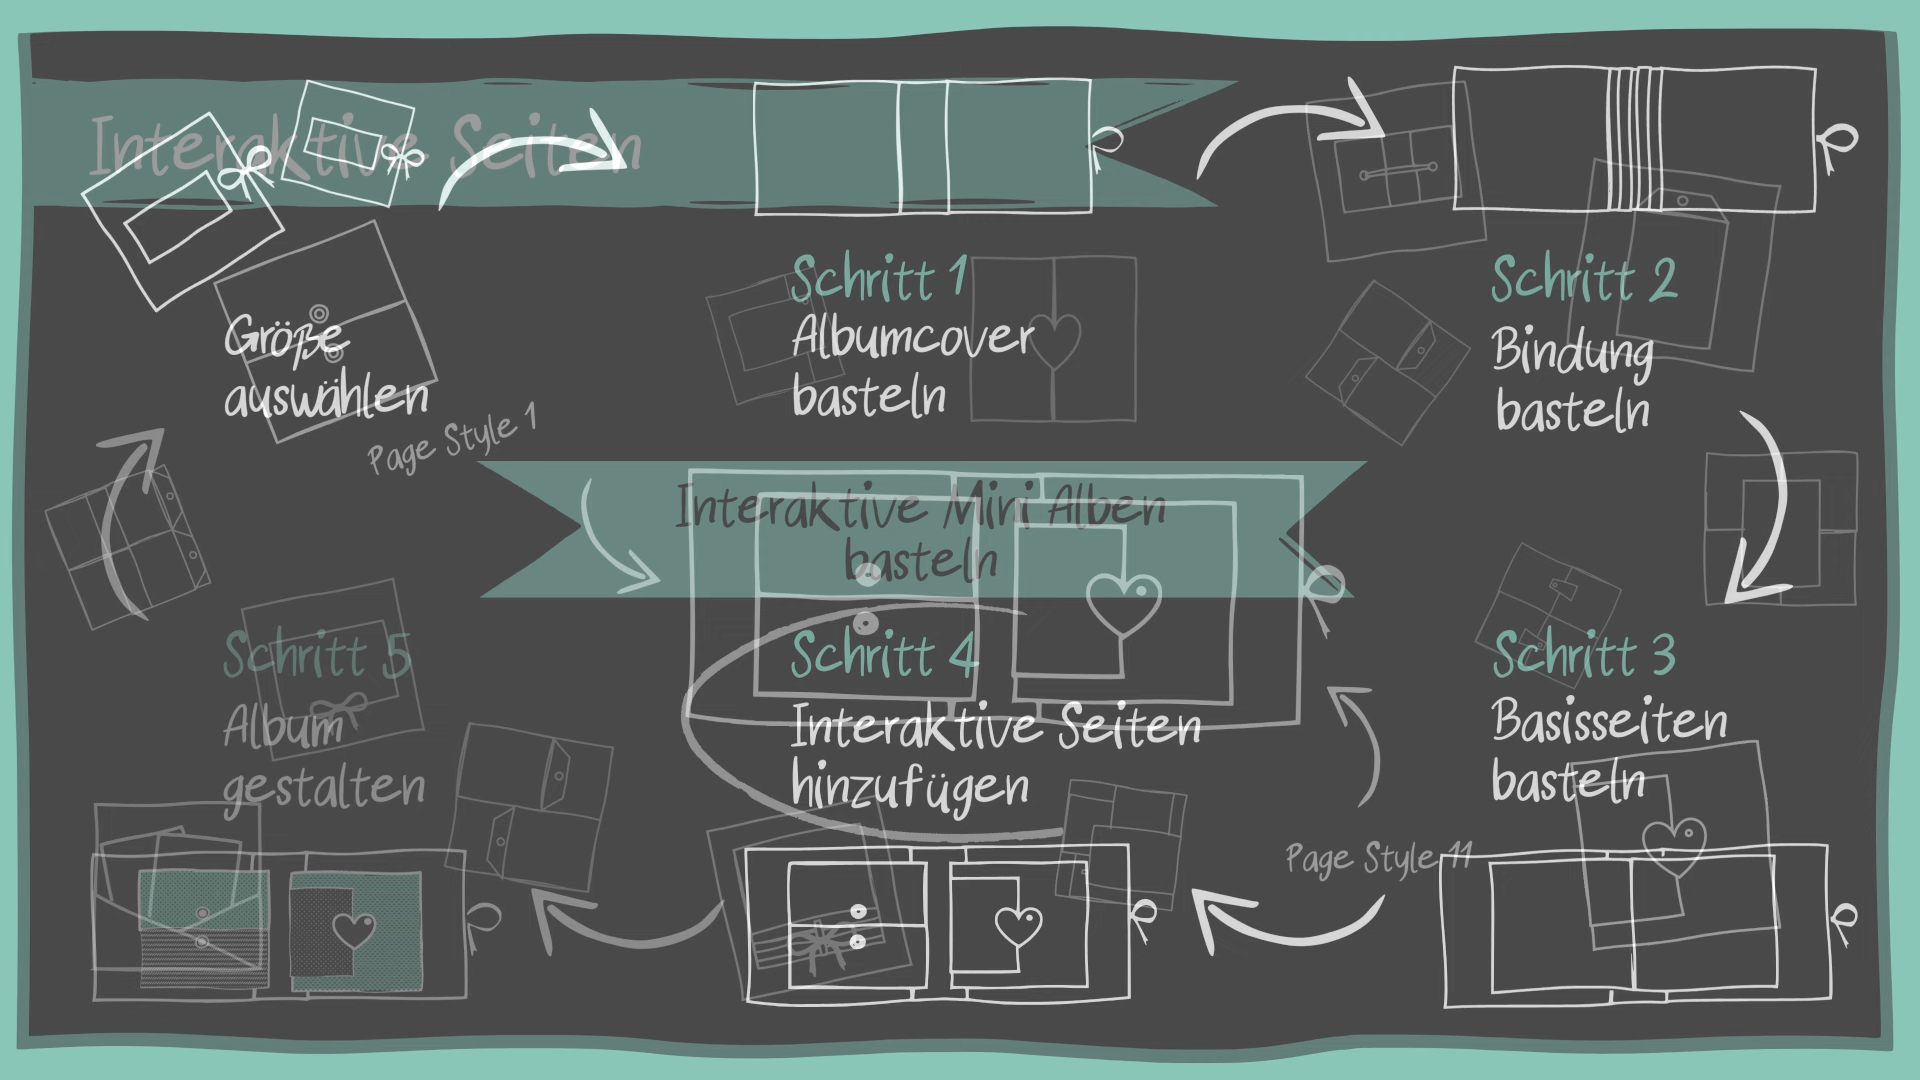 Interaktive Seiten
Größe
auswählen
Page Style 1
Schritt 1
Albumcover
basteln
Schritt 2
Bindung
basteln
Interaktive Mini Alben
basteln
Schritt 5
Album
gestalten
Schritt 4
Interaktive Seiten
hinzufügen
Schritt 3
Basisseiten
basteln
Page Style 11